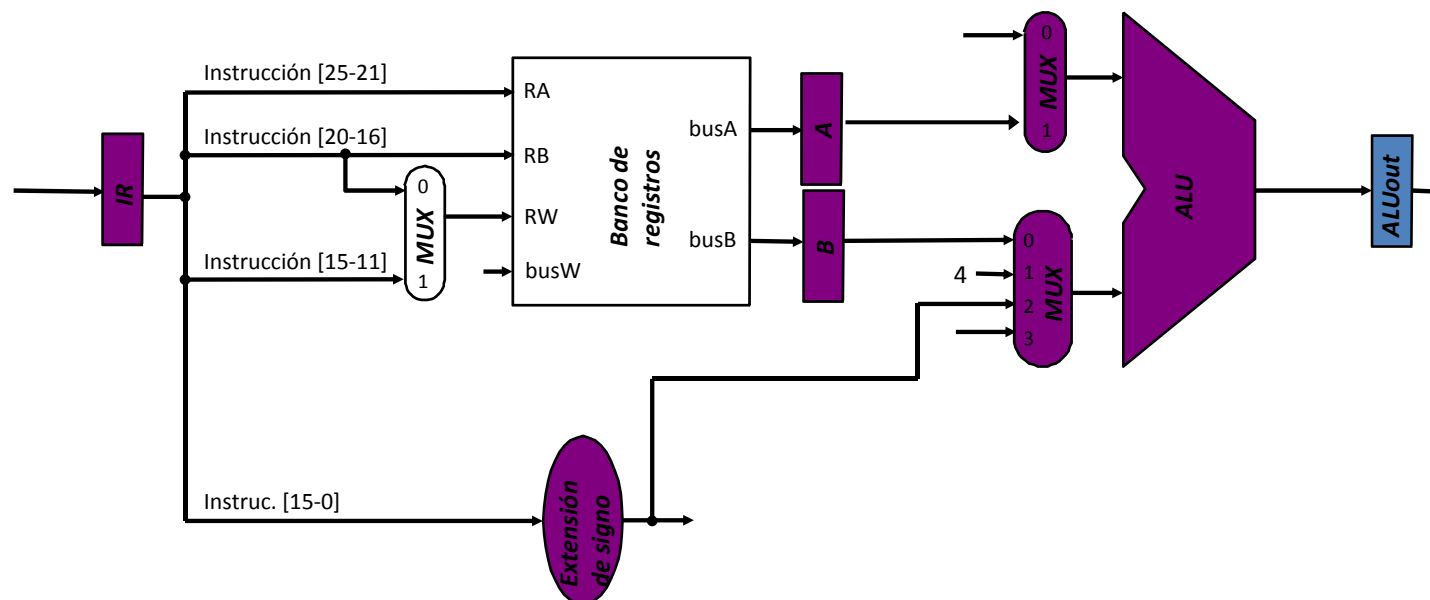 Instrucción [25-21]
Instrucción [20-16]
Instrucción [15-11]
Instruc. [15-0]
IR
0
MUX
1
RA
RB
RW
busW
Banco de
registros
busA
busB
A
B
Extensión
de signo
0
MUX
1
4
0
1
2
3
MUX
ALU
ALUout